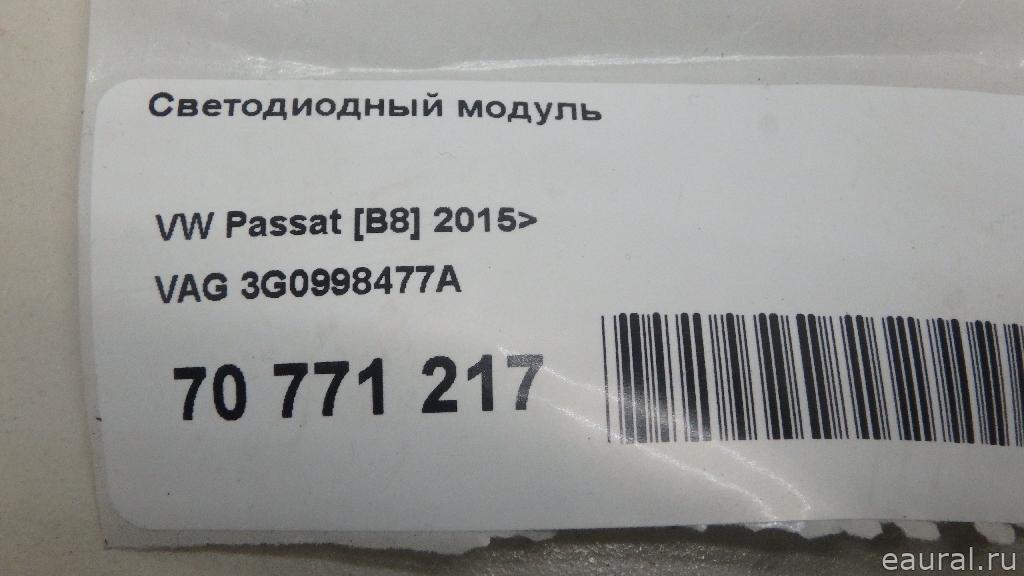 Светодиодный модуль
VW Passat [B8] 2015>
VAG 3G0998477A
70 771 217
eaural.ru